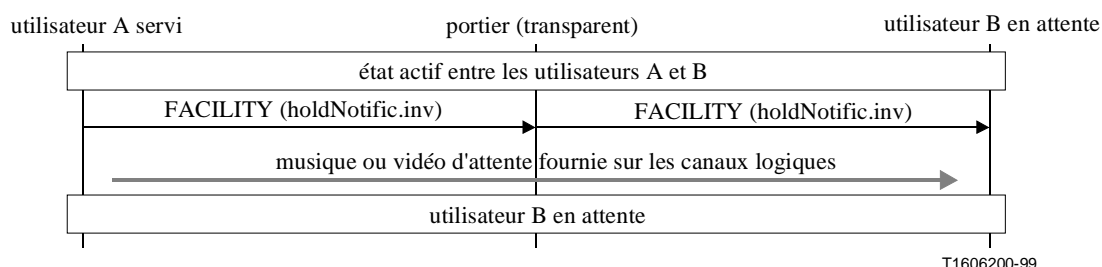 utilisateur A servi
portier (transparent)
utilisateur B en attente
état actif entre les utilisateurs A et B
FACILITY (holdNotific.inv)
FACILITY (holdNotific.inv)
musique ou vidéo d'attente fournie sur les canaux logiques
utilisateur B en attente
T1606200-99